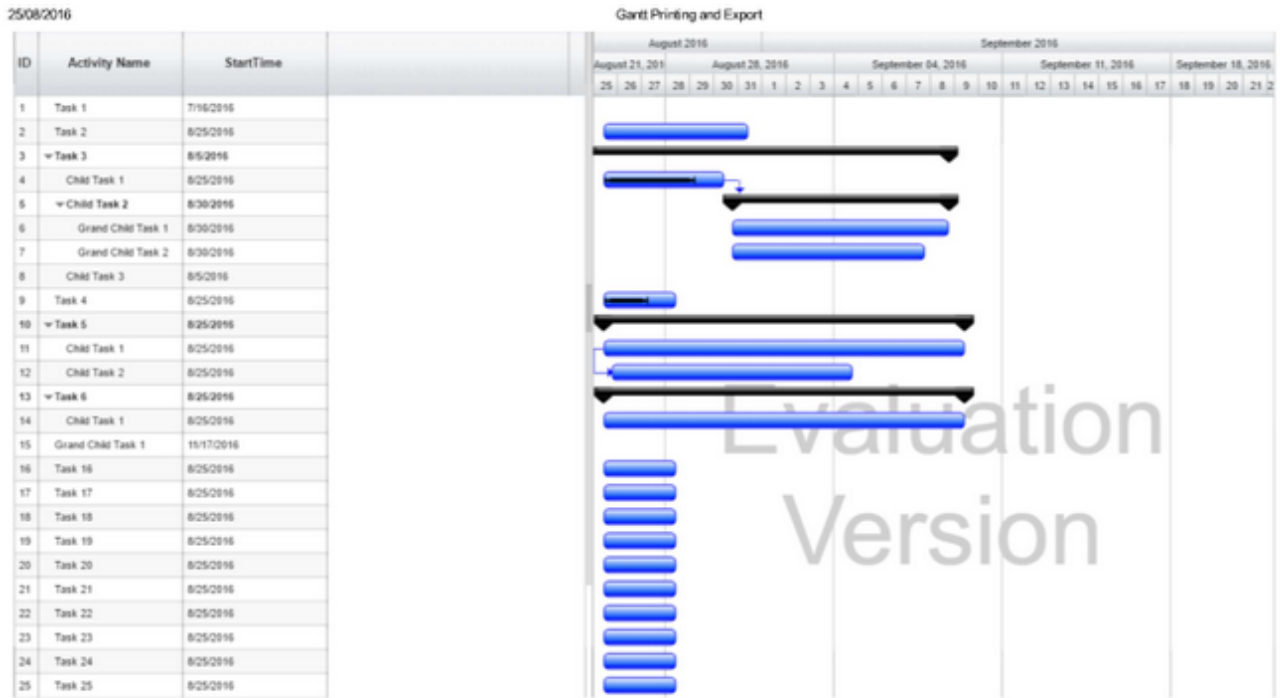 25/08/2016 Gantt Printing and Export
August 2016 September 2016
ID Activity Name StartTime
August 21, 201 August 28, 2016 September 04, 2016 September 11, 2016 September 18, 2016
25 26 27 28 29 30 31 1 2 3 4 5 6 7 8 9 10 11 12 13 14 15 16 17 18 19 20 21 2
1 Task 1 7/16/2016
2 Task 2 8/25/2016
3 Task 3 8/5/2016
4 Child Task 1 8/25/2016
5 Child Task 2 8/30/2016
6 Grand Child Task 1 8/30/2016
7 Grand Child Task 2 8/30/2016
8 Child Task 3 8/5/2016
9 Task 4 8/25/2016
10 Task 5 8/25/2016
11 Child Task 1 8/25/2016
12 Child Task 2 8/25/2016
13 Task 6 8/25/2016
14 Child Task 1 8/25/2016
15 Grand Child Task 1 11/17/2016
16 Task 16 8/25/2016
17 Task 17 8/25/2016
18 Task 18 8/25/2016
19 Task 19 8/25/2016
20 Task 20 8/25/2016
21 Task 21 8/25/2016
22 Task 22 8/25/2016
23 Task 23 8/25/2016
24 Task 24 8/25/2016
25 Task 25 8/25/2016
Evaluation
Version